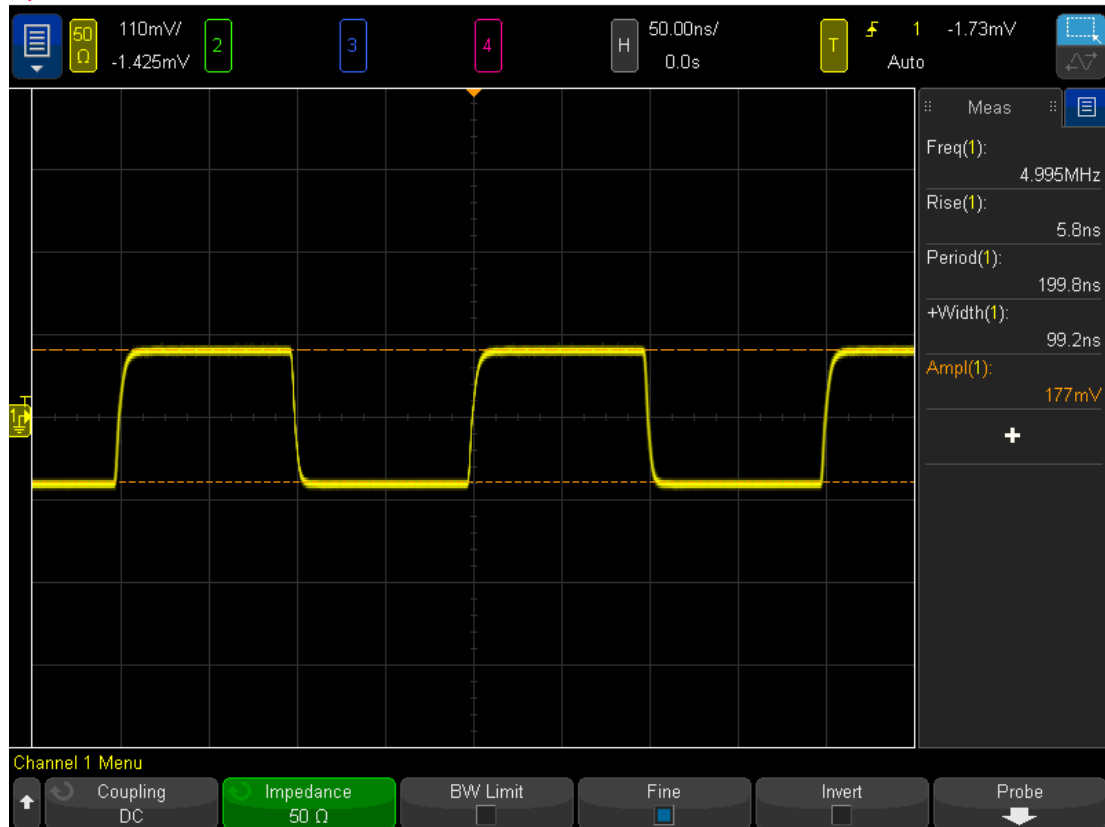 50 Ω
110mV/
-1.425mV
2
3
4
H
50.00ns/
0.0s
T
1
-1.73mV
Auto
Meas
Freq(1):
4.995MHz
Rise(1):
5.8ns
Period(1):
199.8ns
+Width(1):
99.2ns
Ampl(1):
177mV
+
T
1
Channel 1 Menu
Coupling
DC
Impedance
50 Ω
BW Limit
Fine
Invert
Probe